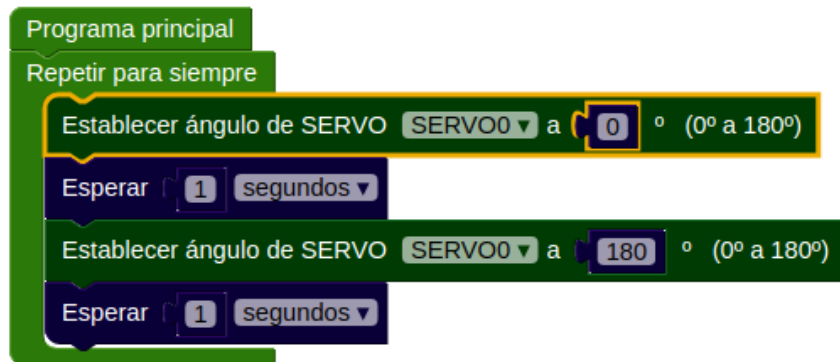 Programa principal
Repetir para siempre
Establecer ángulo de SERVO SERVO0 ▾ a 0 º (0º a 180º)
Esperar 1 segundos ▾
Establecer ángulo de SERVO SERVO0 ▾ a 180 º (0º a 180º)
Esperar 1 segundos ▾